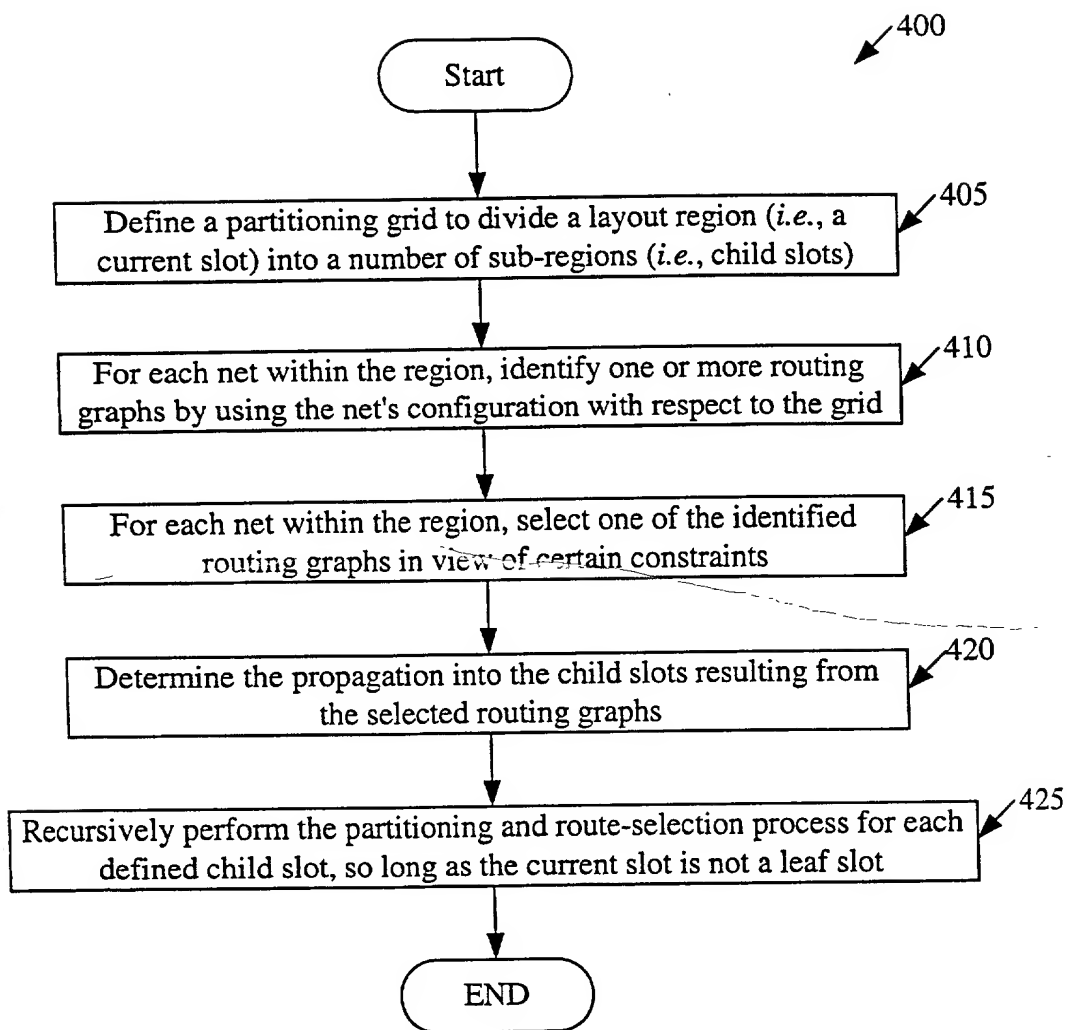 400
Start
405
Define a partitioning grid to divide a layout region (i.e., a
current slot) into a number of sub-regions (i.e., child slots)
410
For each net within the region, identify one or more routing
graphs by using the net's configuration with respect to the grid
415
For each net within the region, select one of the identified
routing graphs in view of certain constraints
420
Determine the propagation into the child slots resulting from
the selected routing graphs
425
Recursively perform the partitioning and route-selection process for each
defined child slot, so long as the current slot is not a leaf slot
END